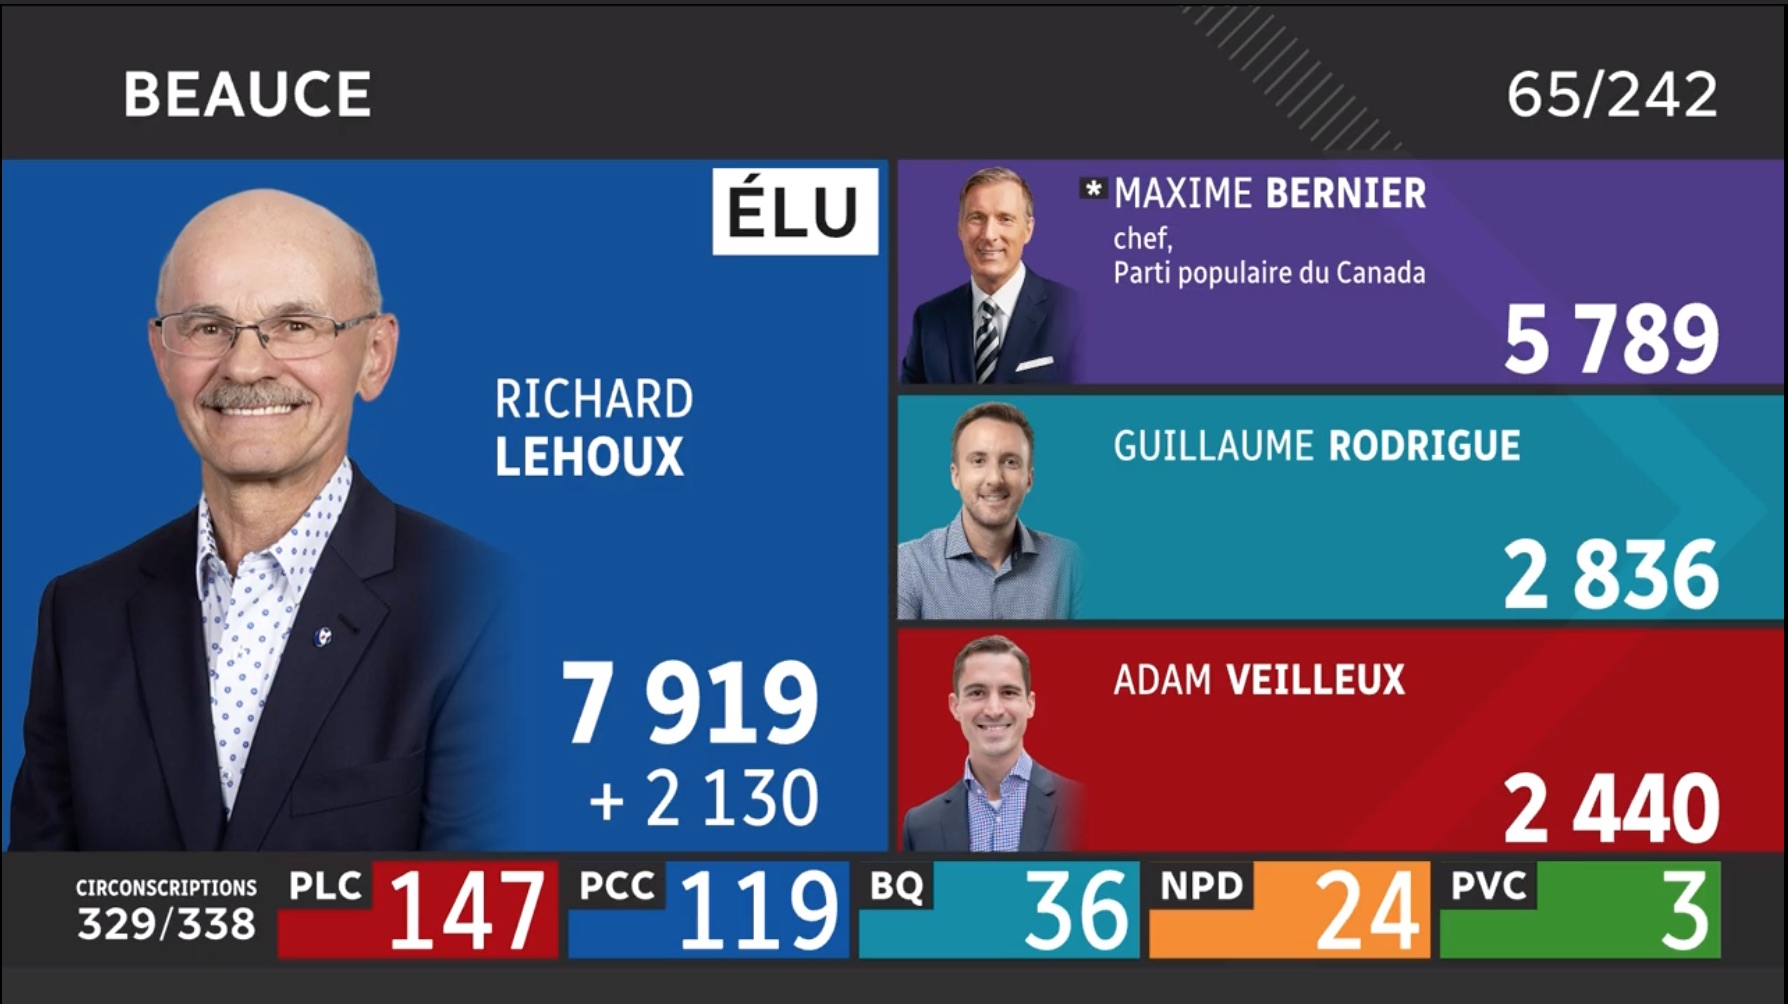 BEAUCE
65/242
ÉLU
RICHARD
LEHOUX
7 919
+ 2 130
* MAXIME BERNIER
chef,
Parti populaire du Canada
5 789
GUILLAUME RODRIGUE
2 836
ADAM VEILLEUX
2 440
CIRCONSCRIPTIONS
329/338
PLC 147
PCC 119
BQ 36
NPD 24
PVC 3